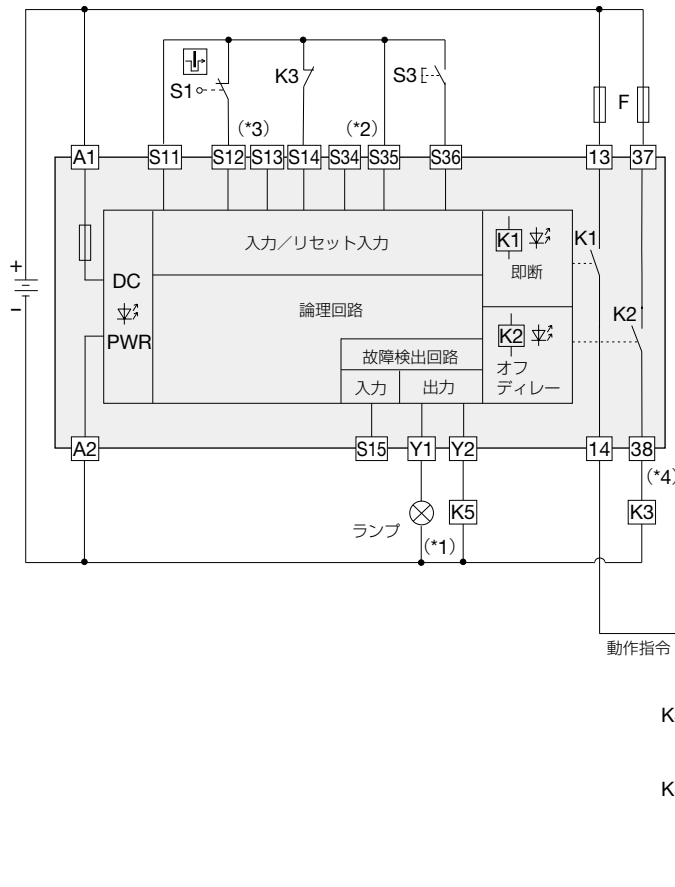 S1
K3
S3
F
(*3)
(*2)
A1
S11
S12
S13
S14
S34
S35
S36
13
37
入力/リセット入力
K1
即断
K1
+
−
DC
PWR
論理回路
K2
オフ
ディレー
K2
故障検出回路
入力
出力
A2
S15
Y1
Y2
14
38
(*4)
ランプ
K5
K3
(*1)
動作指令
K
K